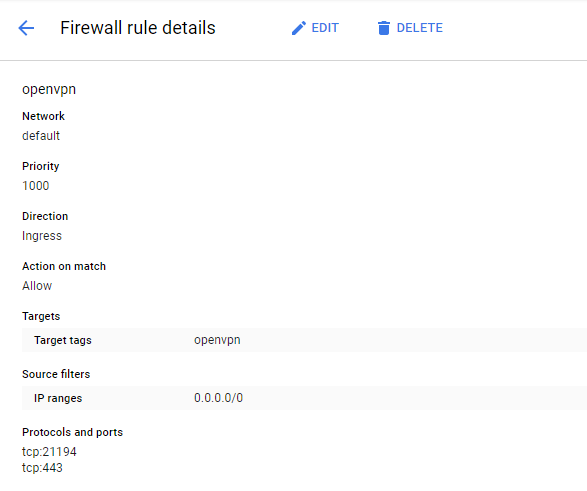 Firewall rule details EDIT DELETE
openvpn
Network
default
Priority
1000
Direction
Ingress
Action on match
Allow
Targets
Target tags openvpn
Source filters
IP ranges 0.0.0.0/0
Protocols and ports
tcp:21194
tcp:443